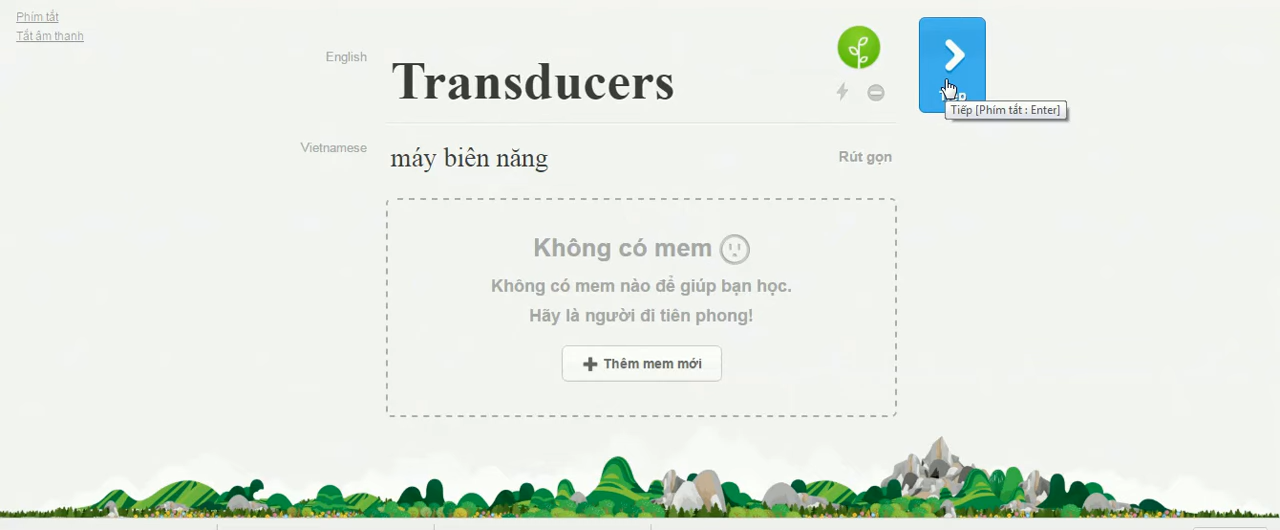 Phím tắt
Tắt âm thanh
English
Transducers
Tiếp [Phím tắt : Enter]
Vietnamese
máy biên năng
Rút gọn
Không có mem
Không có mem nào để giúp bạn học.
Hãy là người đi tiên phong!
Thêm mem mới